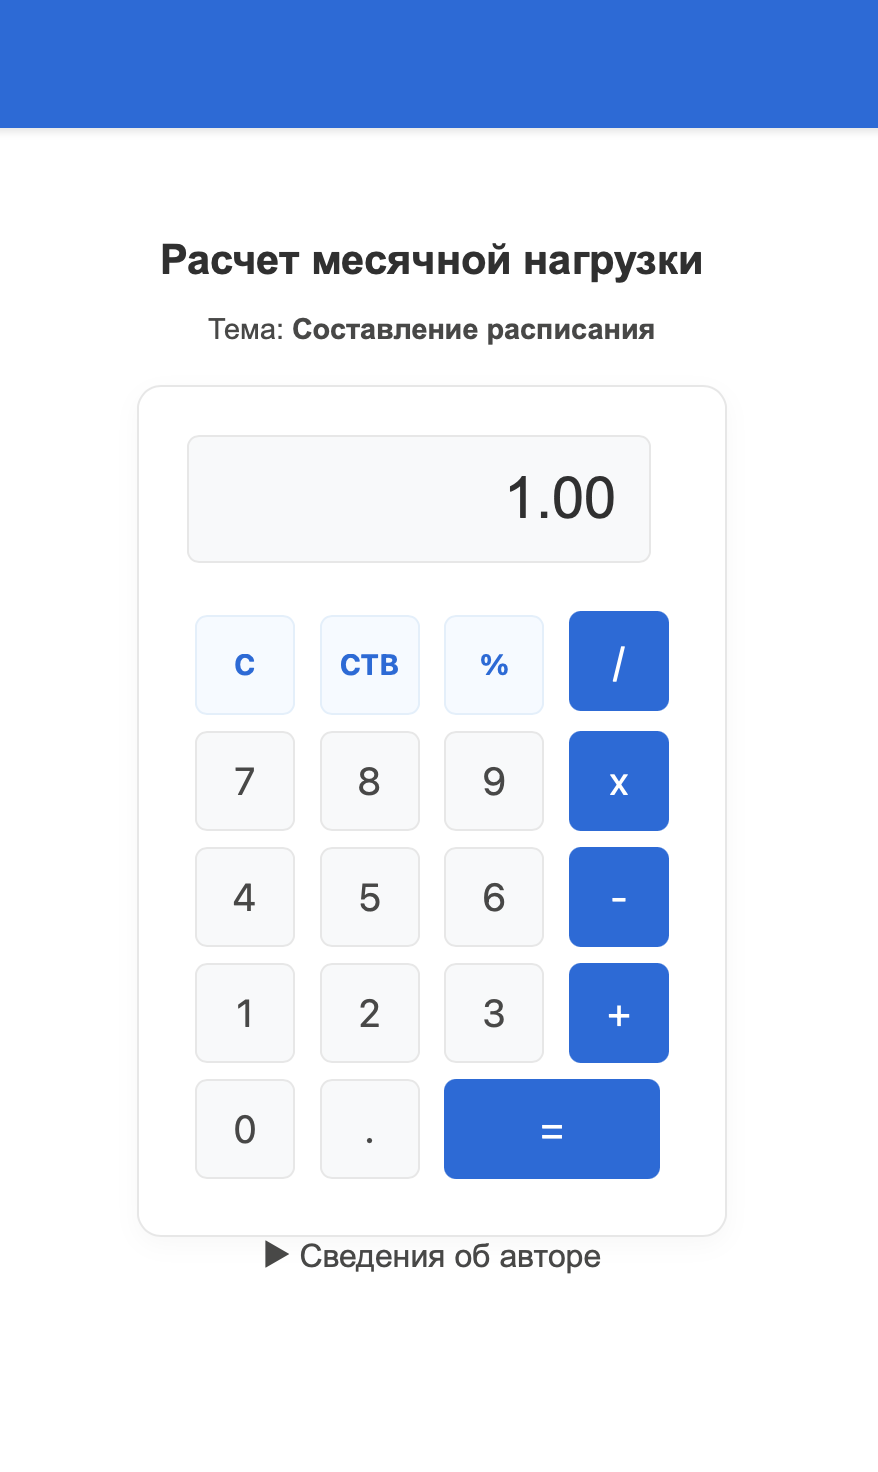 Расчет месячной нагрузки
Тема: Составление расписания
1.00
С СТВ % /
7 8 9 x
4 5 6 -
1 2 3 +
0 . =
▶ Сведения об авторе